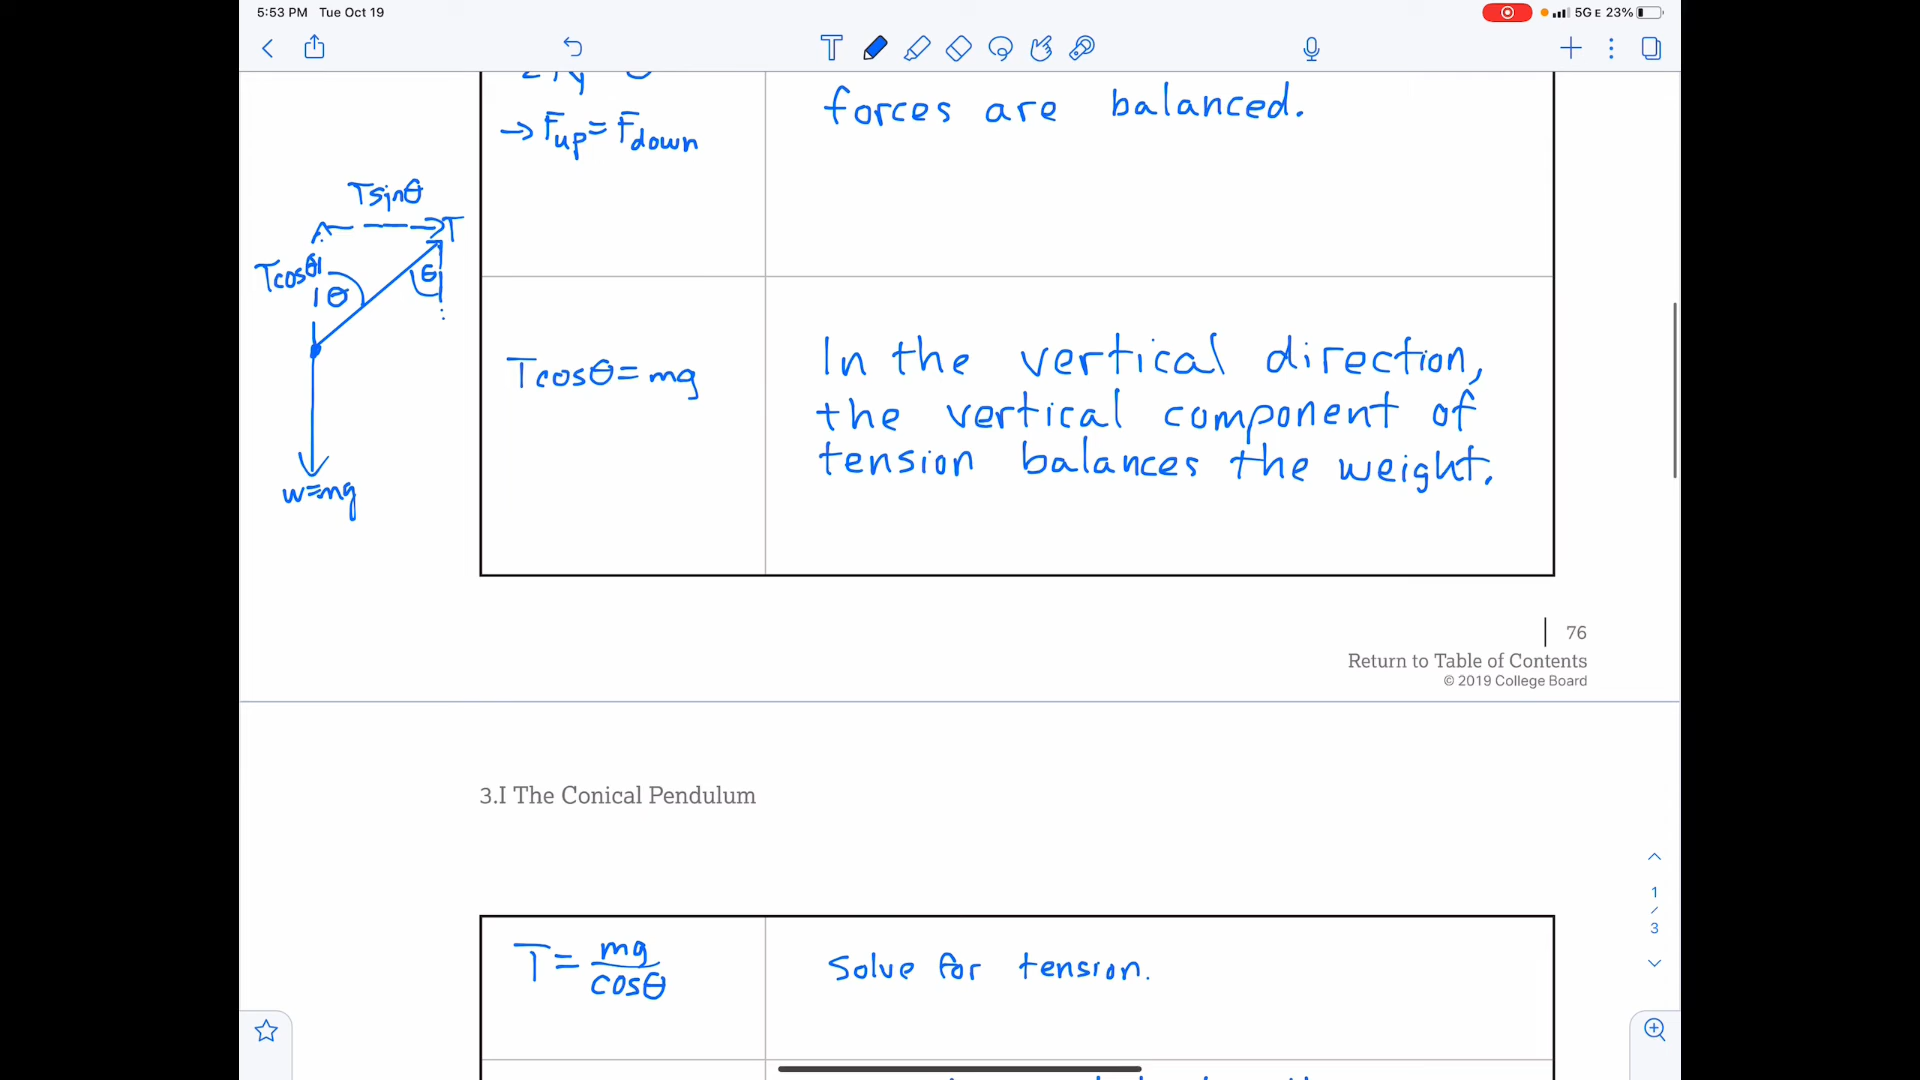 5:53 PM Tue Oct 19
5G E 23%
→ Fup = Fdown
forces are balanced.
Tsinθ
T
Tcosθ
θ
θ
w=mg
Tcosθ = mg
In the vertical direction,
the vertical component of
tension balances the weight.
76
Return to Table of Contents
© 2019 College Board
3.I The Conical Pendulum
1
/
3
T = mg/cosθ
Solve for tension.